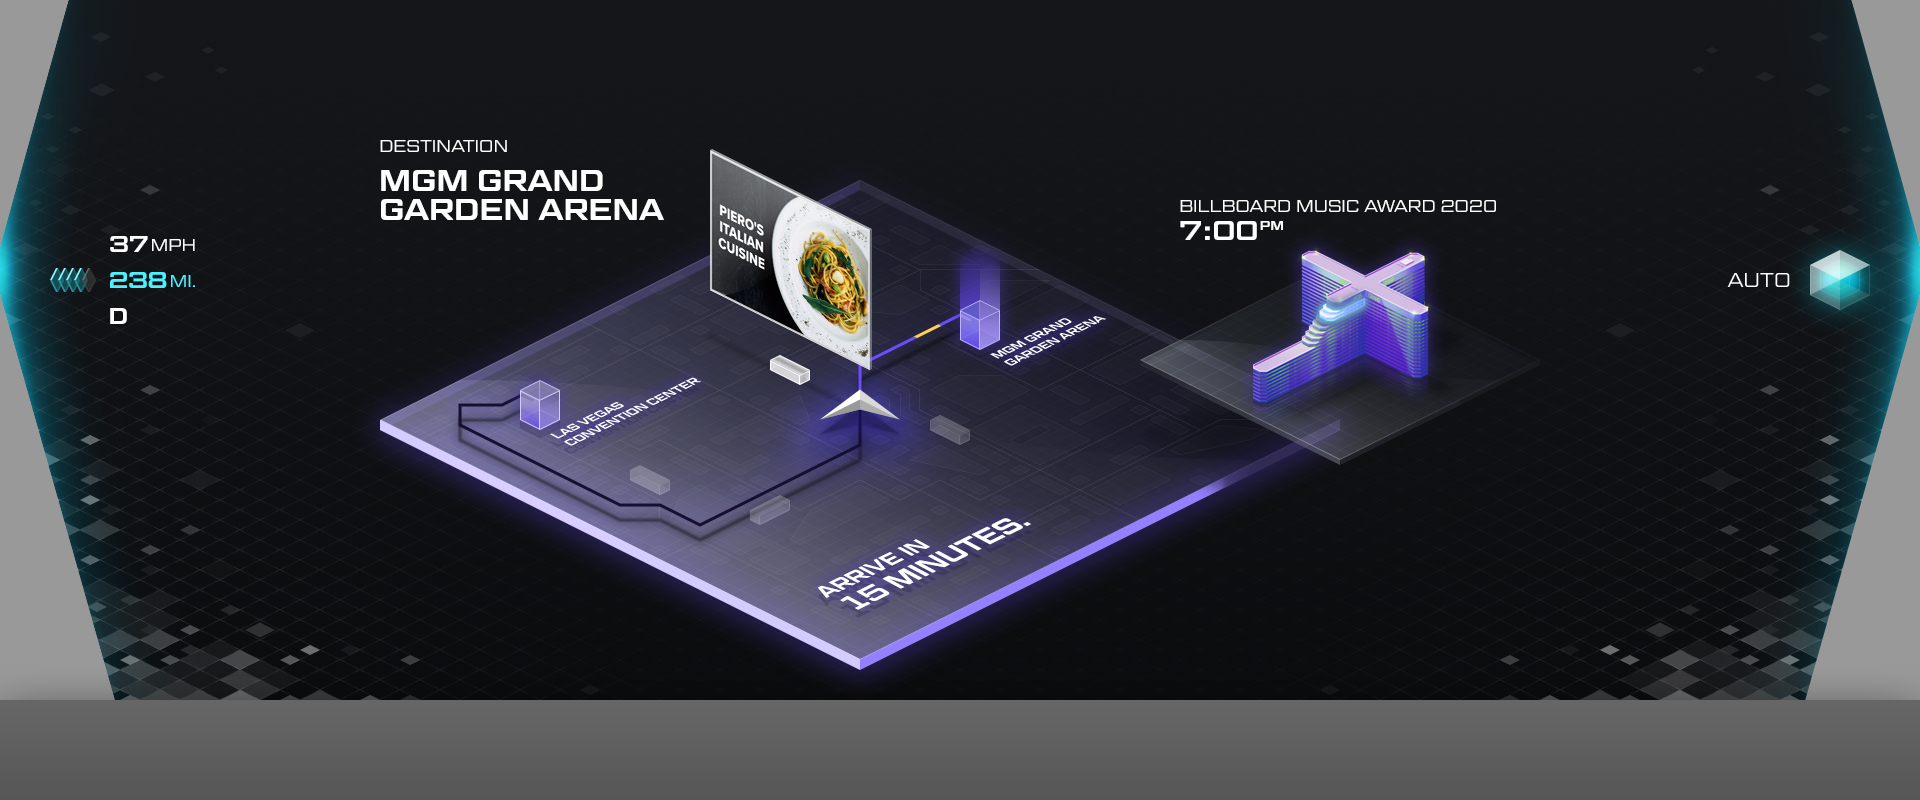 DESTINATION
MGM GRAND
GARDEN ARENA
37 MPH
238 MI.
D
PIERO'S
ITALIAN
CUISINE
BILLBOARD MUSIC AWARD 2020
7:00 PM
AUTO
MGM GRAND
GARDEN ARENA
LAS VEGAS
CONVENTION CENTER
ARRIVE IN
15 MINUTES.